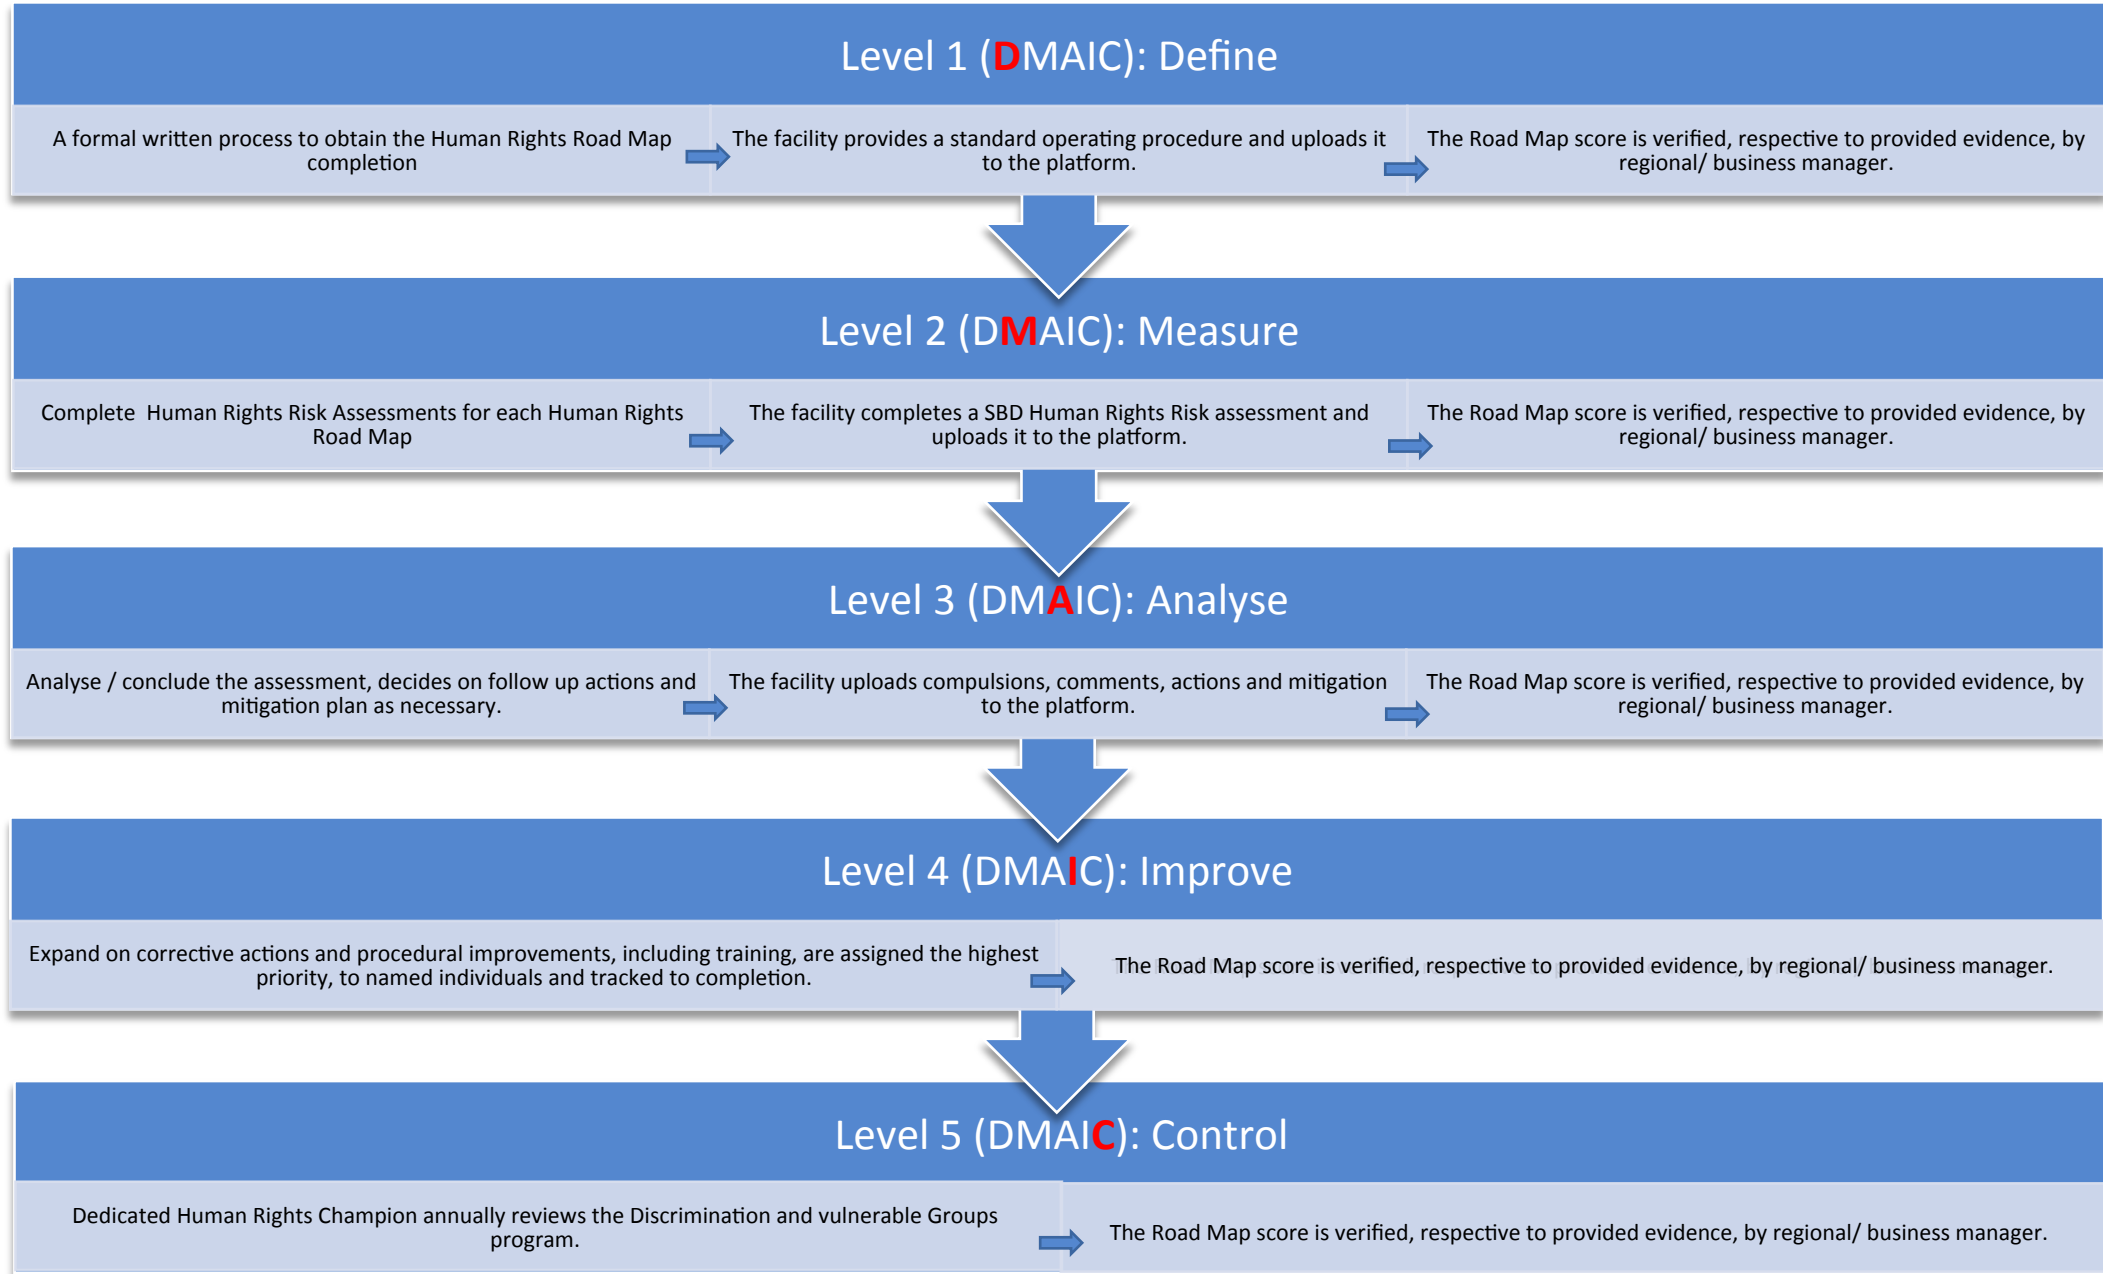 Level 1 (DMAIC): Define
A formal written process to obtain the Human Rights Road Map
completion
The facility provides a standard operating procedure and uploads it
to the platform.
The Road Map score is verified, respective to provided evidence, by
regional/ business manager.
Level 2 (DMAIC): Measure
Complete  Human Rights Risk Assessments for each Human Rights
Road Map
The facility completes a SBD Human Rights Risk assessment and
uploads it to the platform.
The Road Map score is verified, respective to provided evidence, by
regional/ business manager.
Level 3 (DMAIC): Analyse
Analyse / conclude the assessment, decides on follow up actions and
mitigation plan as necessary.
The facility uploads compulsions, comments, actions and mitigation
to the platform.
The Road Map score is verified, respective to provided evidence, by
regional/ business manager.
Level 4 (DMAIC): Improve
Expand on corrective actions and procedural improvements, including training, are assigned the highest
priority, to named individuals and tracked to completion.
The Road Map score is verified, respective to provided evidence, by regional/ business manager.
Level 5 (DMAIC): Control
Dedicated Human Rights Champion annually reviews the Discrimination and vulnerable Groups
program.
The Road Map score is verified, respective to provided evidence, by regional/ business manager.